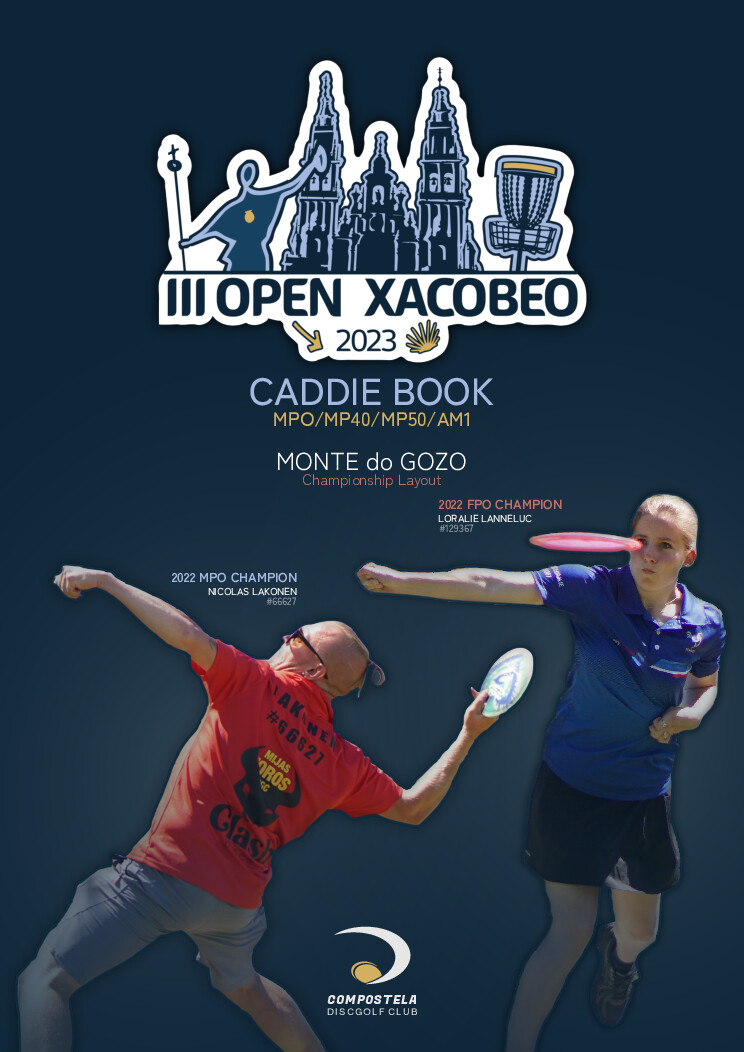 III OPEN XACOBEO
2023
CADDIE BOOK
MPO/MP40/MP50/AM1
MONTE do GOZO
Championship Layout
2022 FPO CHAMPION
LORALIE LANNELUC
#129367
2022 MPO CHAMPION
NICOLAS LAKONEN
#66627
#66627
MIJAS
COMPOSTELA
DISCGOLF CLUB